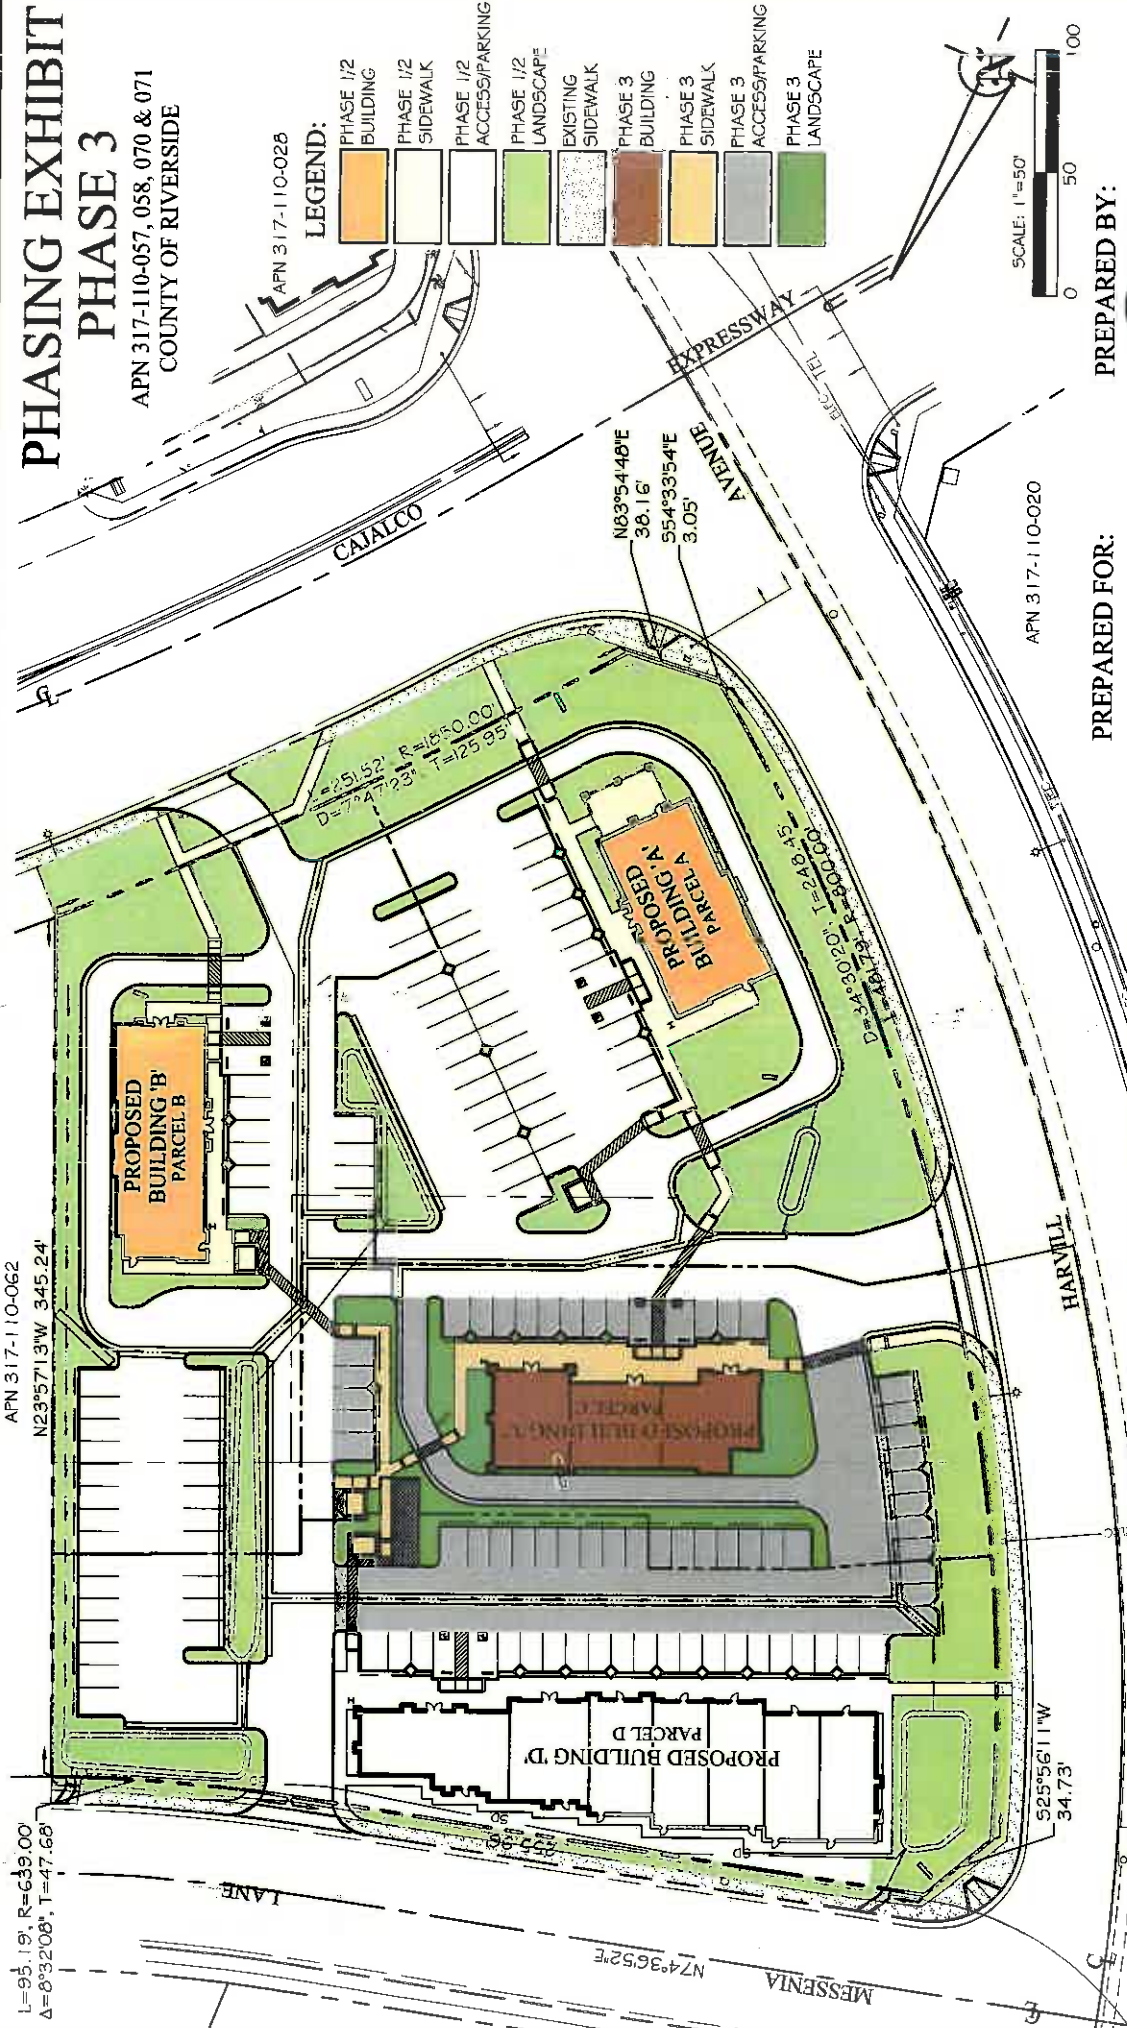 PHASING EXHIBIT
PHASE 3
APN 317-110-057, 058, 070 & 071
COUNTY OF RIVERSIDE
APN 317-110-028
LEGEND:
PHASE 1/2
BUILDING
PHASE 1/2
SIDEWALK
PHASE 1/2
ACCESS/PARKING
PHASE 1/2
LANDSCAPE
EXISTING
SIDEWALK
PHASE 3
BUILDING
PHASE 3
SIDEWALK
PHASE 3
ACCESS/PARKING
PHASE 3
LANDSCAPE
SCALE: 1"=50'
0
50
100
PREPARED BY:
PREPARED FOR:
APN 317-110-020
CAJALCO
EXPRESSWAY
HARVILL
AVENUE
ELEC
TEL
N83°54'48"E
38.16'
S54°33'54"E
3.05'
L=251.52' R=1850.00'
D=7°47'23" T=125.95'
PROPOSED
BUILDING 'A'
PARCEL A
D=34°30'20", T=248.45'
L=481.79', R=800.00'
PROPOSED
BUILDING 'B'
PARCEL B
APN 317-110-062
N23°57'13"W 345.24'
PROPOSED BUILDING 'C'
PARCEL C
PROPOSED BUILDING 'D'
PARCEL D
SD
SD
S25°56'11"W
34.73'
L=95.19', R=639.00'
Δ=8°32'08", T=47.68'
MESSENIA
LANE
N74°36'52"E